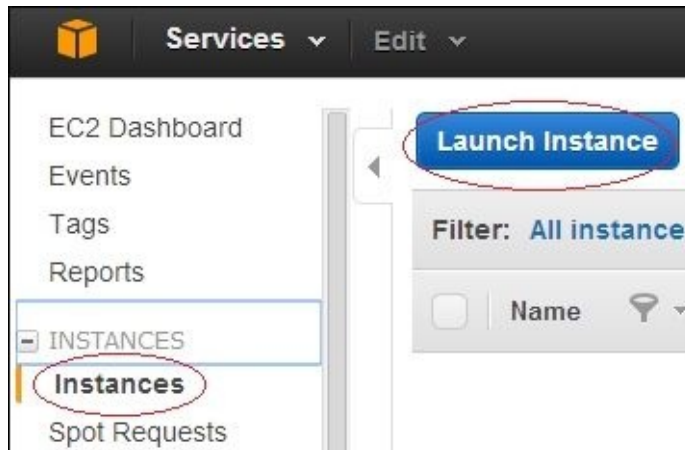 Services Edit
EC2 Dashboard
Events
Tags
Reports
INSTANCES
Instances
Spot Requests
Launch Instance
Filter: All instance
Name